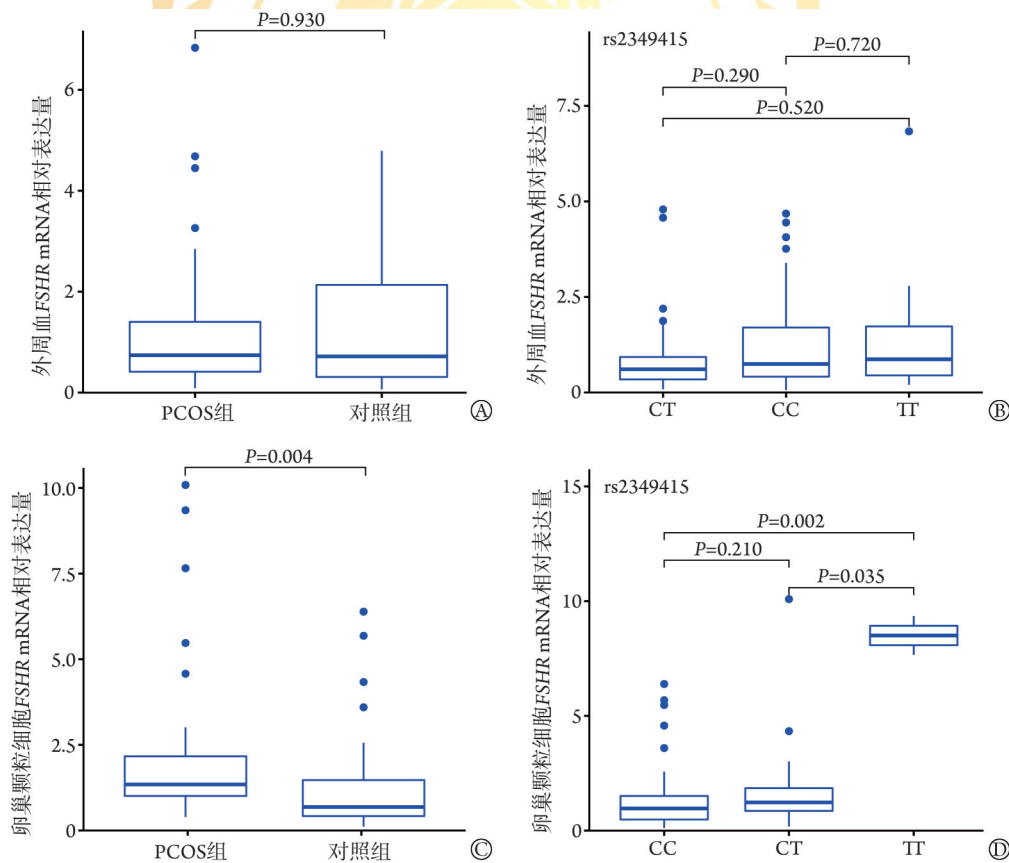 P=0.930
外周血FSHR mRNA相对表达量
6
4
2
0
PCOS组
对照组
Ⓐ
rs2349415
P=0.720
P=0.290
P=0.520
外周血FSHR mRNA相对表达量
7.5
5.0
2.5
0
CT
CC
TT
Ⓑ
P=0.004
卵巢颗粒细胞FSHR mRNA相对表达量
10.0
7.5
5.0
2.5
0
PCOS组
对照组
Ⓒ
rs2349415
P=0.002
P=0.210
P=0.035
卵巢颗粒细胞FSHR mRNA相对表达量
15
10
5
0
CC
CT
TT
Ⓓ